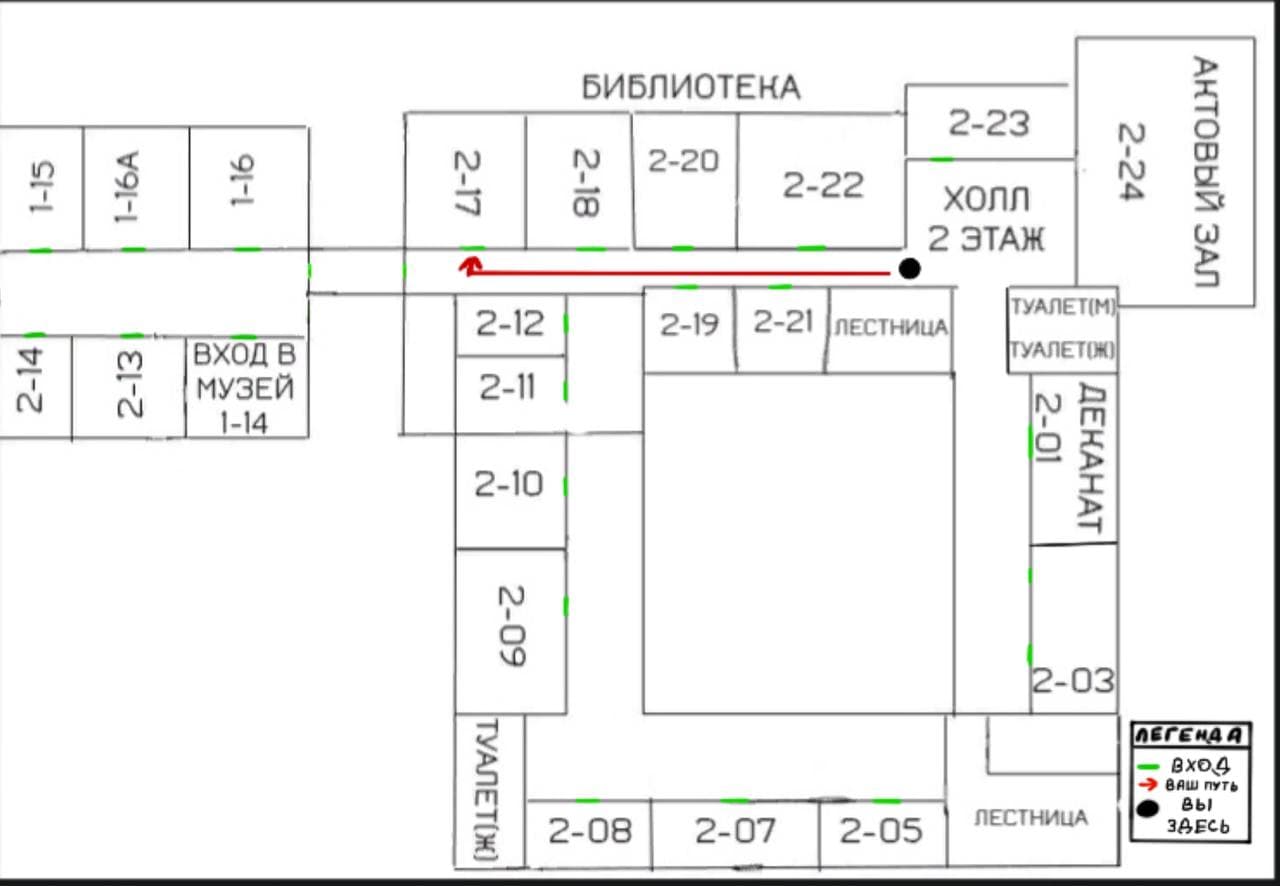 БИБЛИОТЕКА
1-15
1-16А
1-16
2-17
2-18
2-20
2-22
2-23
ХОЛЛ
2 ЭТАЖ
2-24
АКТОВЫЙ ЗАЛ
2-14
2-13
ВХОД В
МУЗЕЙ
1-14
2-12
2-11
2-10
2-09
2-19
2-21
ЛЕСТНИЦА
ТУАЛЕТ(М)
ТУАЛЕТ(Ж)
2-01
ДЕКАНАТ
2-03
ТУАЛЕТ(Ж)
2-08
2-07
2-05
ЛЕСТНИЦА
ЛЕГЕНДА
ВХОД
ВАШ ПУТЬ
ВЫ
ЗДЕСЬ